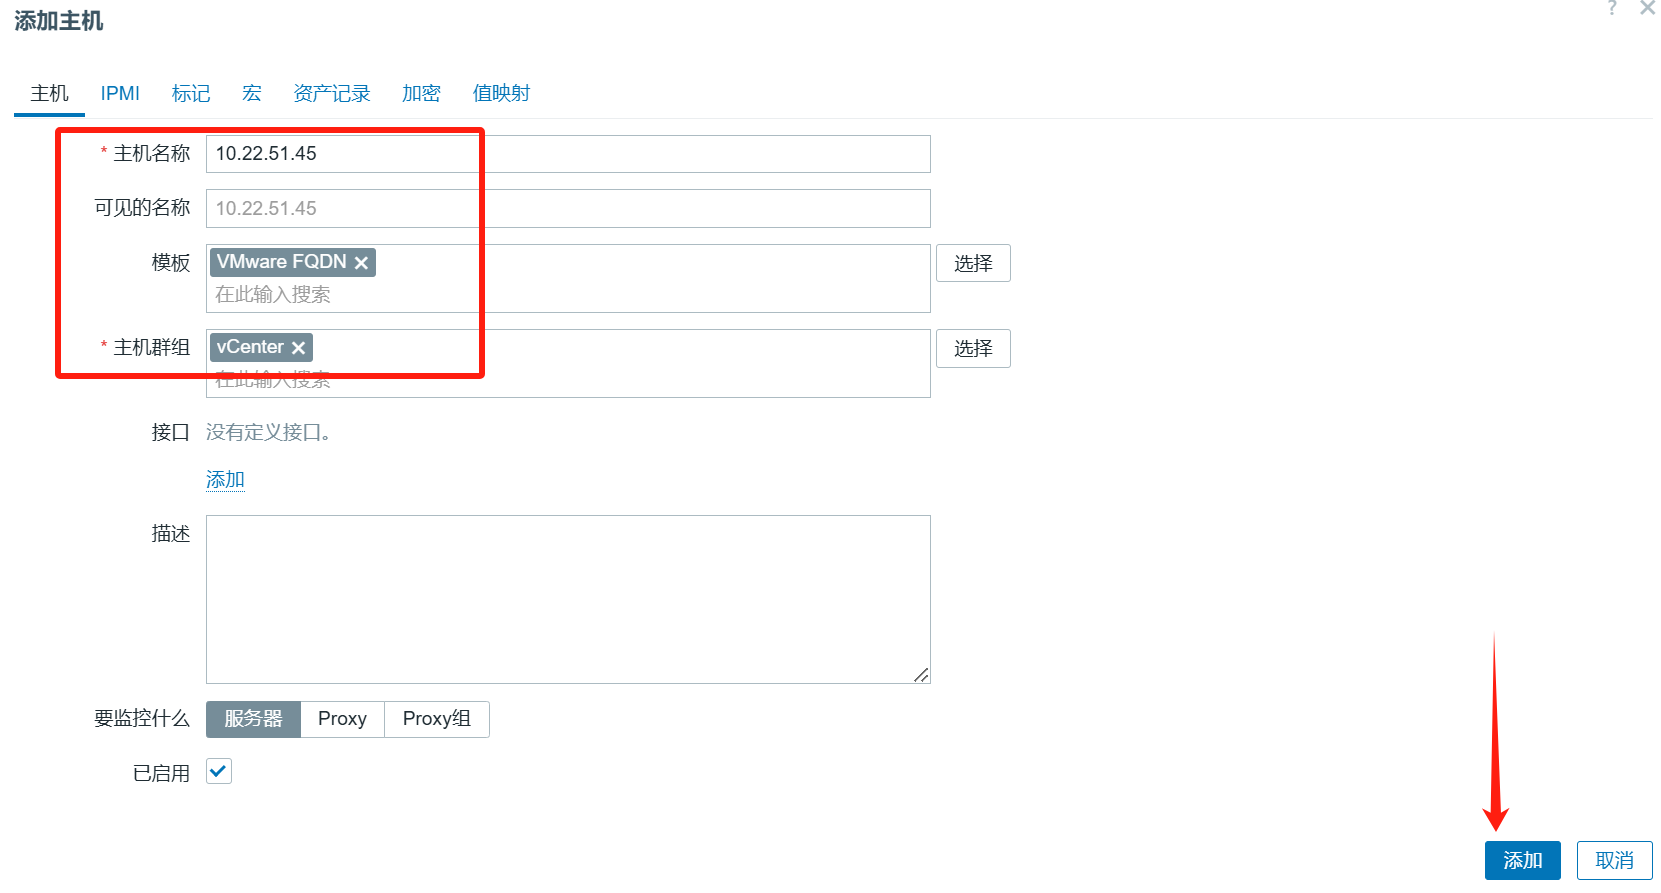 添加主机
? ×
主机 IPMI 标记 宏 资产记录 加密 值映射
* 主机名称 10.22.51.45
可见的名称 10.22.51.45
模板 VMware FQDN × 选择
在此输入搜索
* 主机群组 vCenter × 选择
在此输入搜索
接口 没有定义接口。
添加
描述
要监控什么 服务器 Proxy Proxy组
已启用
添加 取消